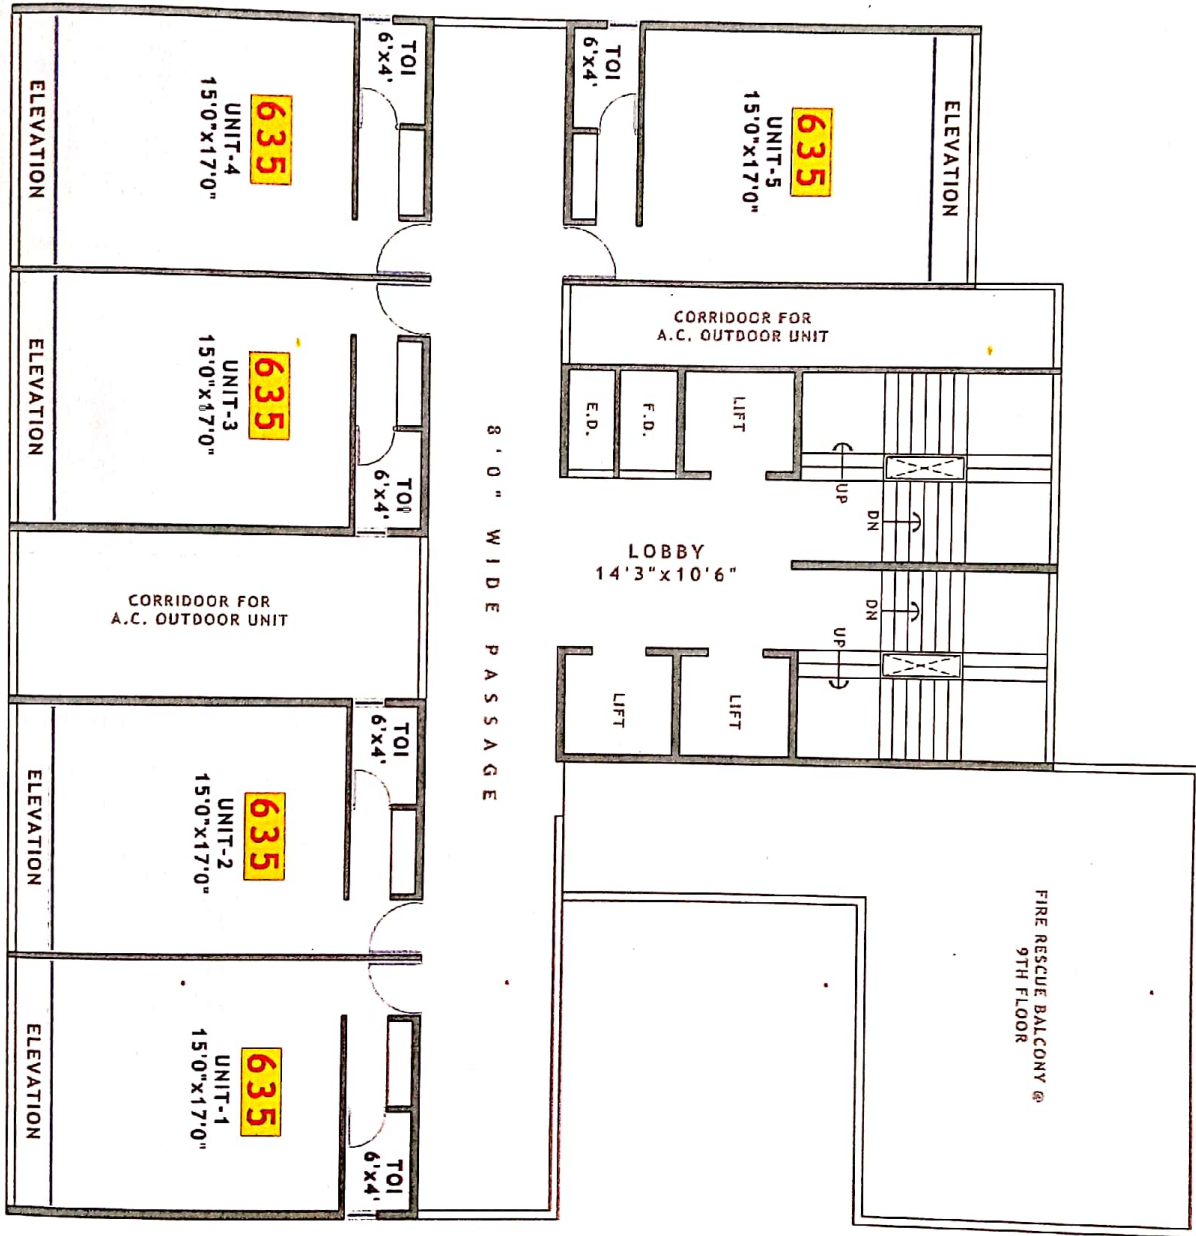 TOI
6'x4'
635
UNIT-4
15'0"x17'0"
ELEVATION
TOI
6'x4'
635
UNIT-5
15'0"x17'0"
ELEVATION
635
UNIT-3
15'0"x17'0"
ELEVATION
TOI
6'x4'
CORRIDOOR FOR
A.C. OUTDOOR UNIT
E.D.
F.D.
LIFT
UP
DN
DN
UP
8'0" WIDE PASSAGE
LOBBY
14'3"x10'6"
LIFT
LIFT
CORRIDOOR FOR
A.C. OUTDOOR UNIT
TOI
6'x4'
635
UNIT-2
15'0"x17'0"
ELEVATION
635
UNIT-1
15'0"x17'0"
ELEVATION
TOI
6'x4'
FIRE RESCUE BALCONY @
9TH FLOOR